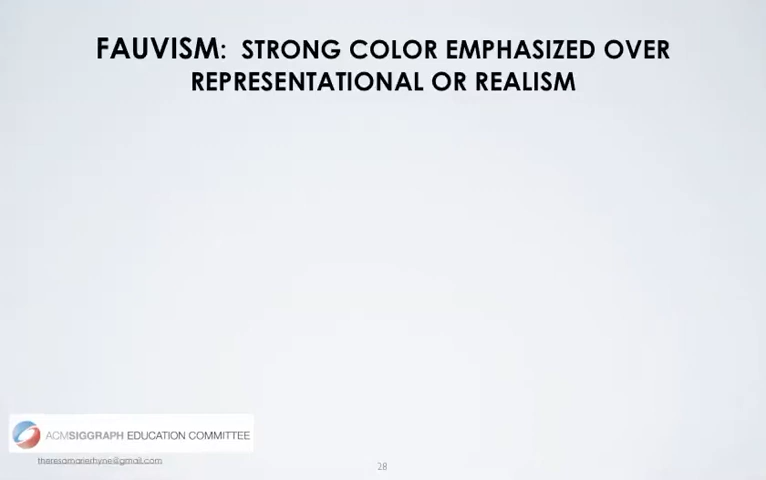 FAUVISM: STRONG COLOR EMPHASIZED OVER
REPRESENTATIONAL OR REALISM
ACMSIGGRAPH EDUCATION COMMITTEE
theresamarierhyne@gmail.com
28